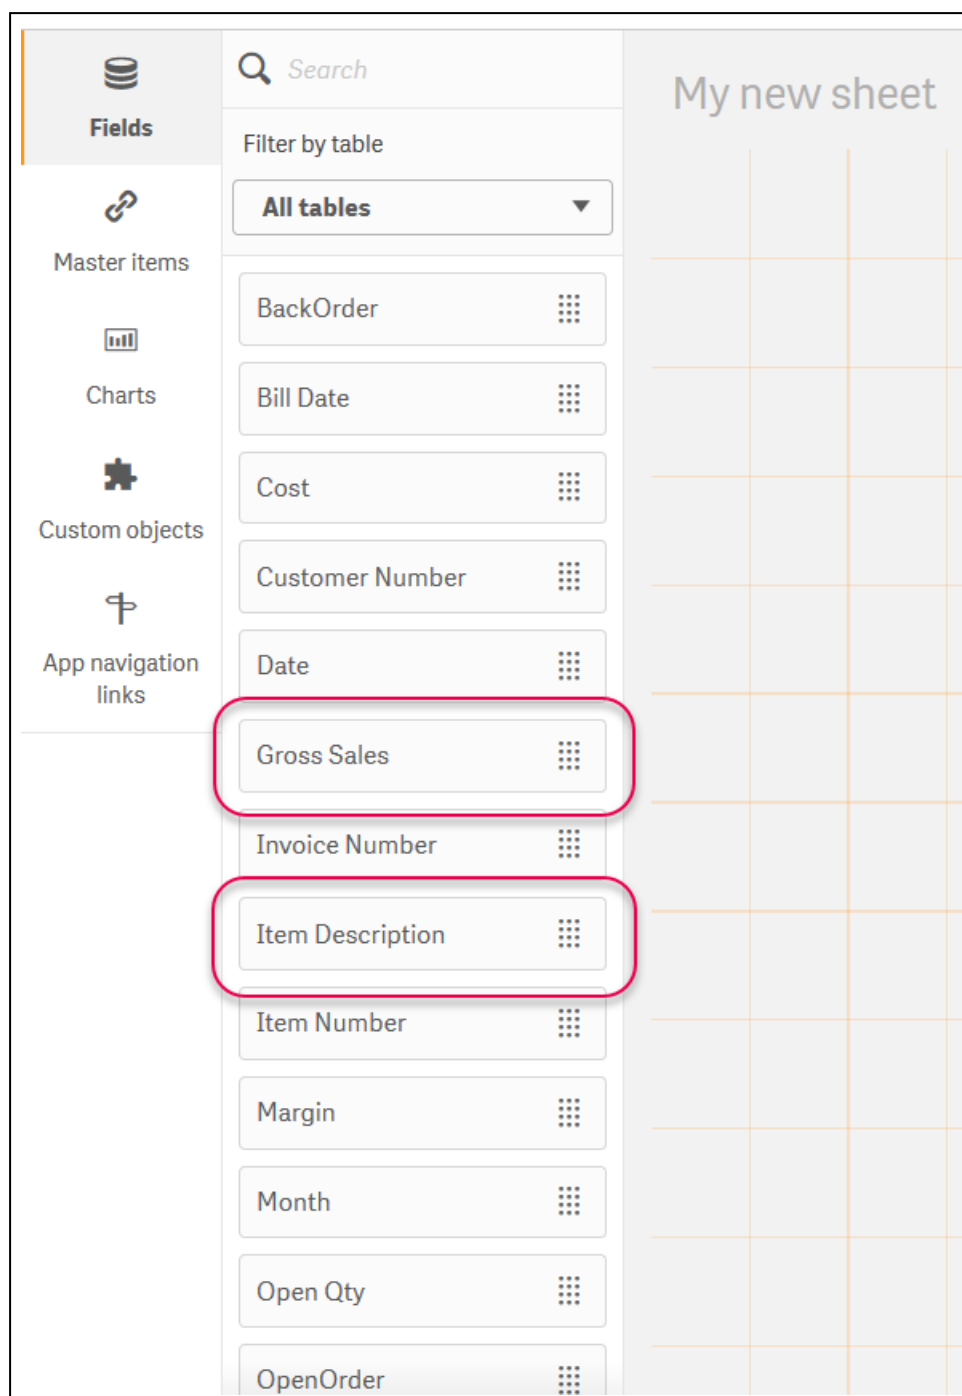 Fields
Master items
Charts
Custom objects
App navigation
links
Search
Filter by table
All tables
BackOrder
Bill Date
Cost
Customer Number
Date
Gross Sales
Invoice Number
Item Description
Item Number
Margin
Month
Open Qty
OpenOrder
My new sheet